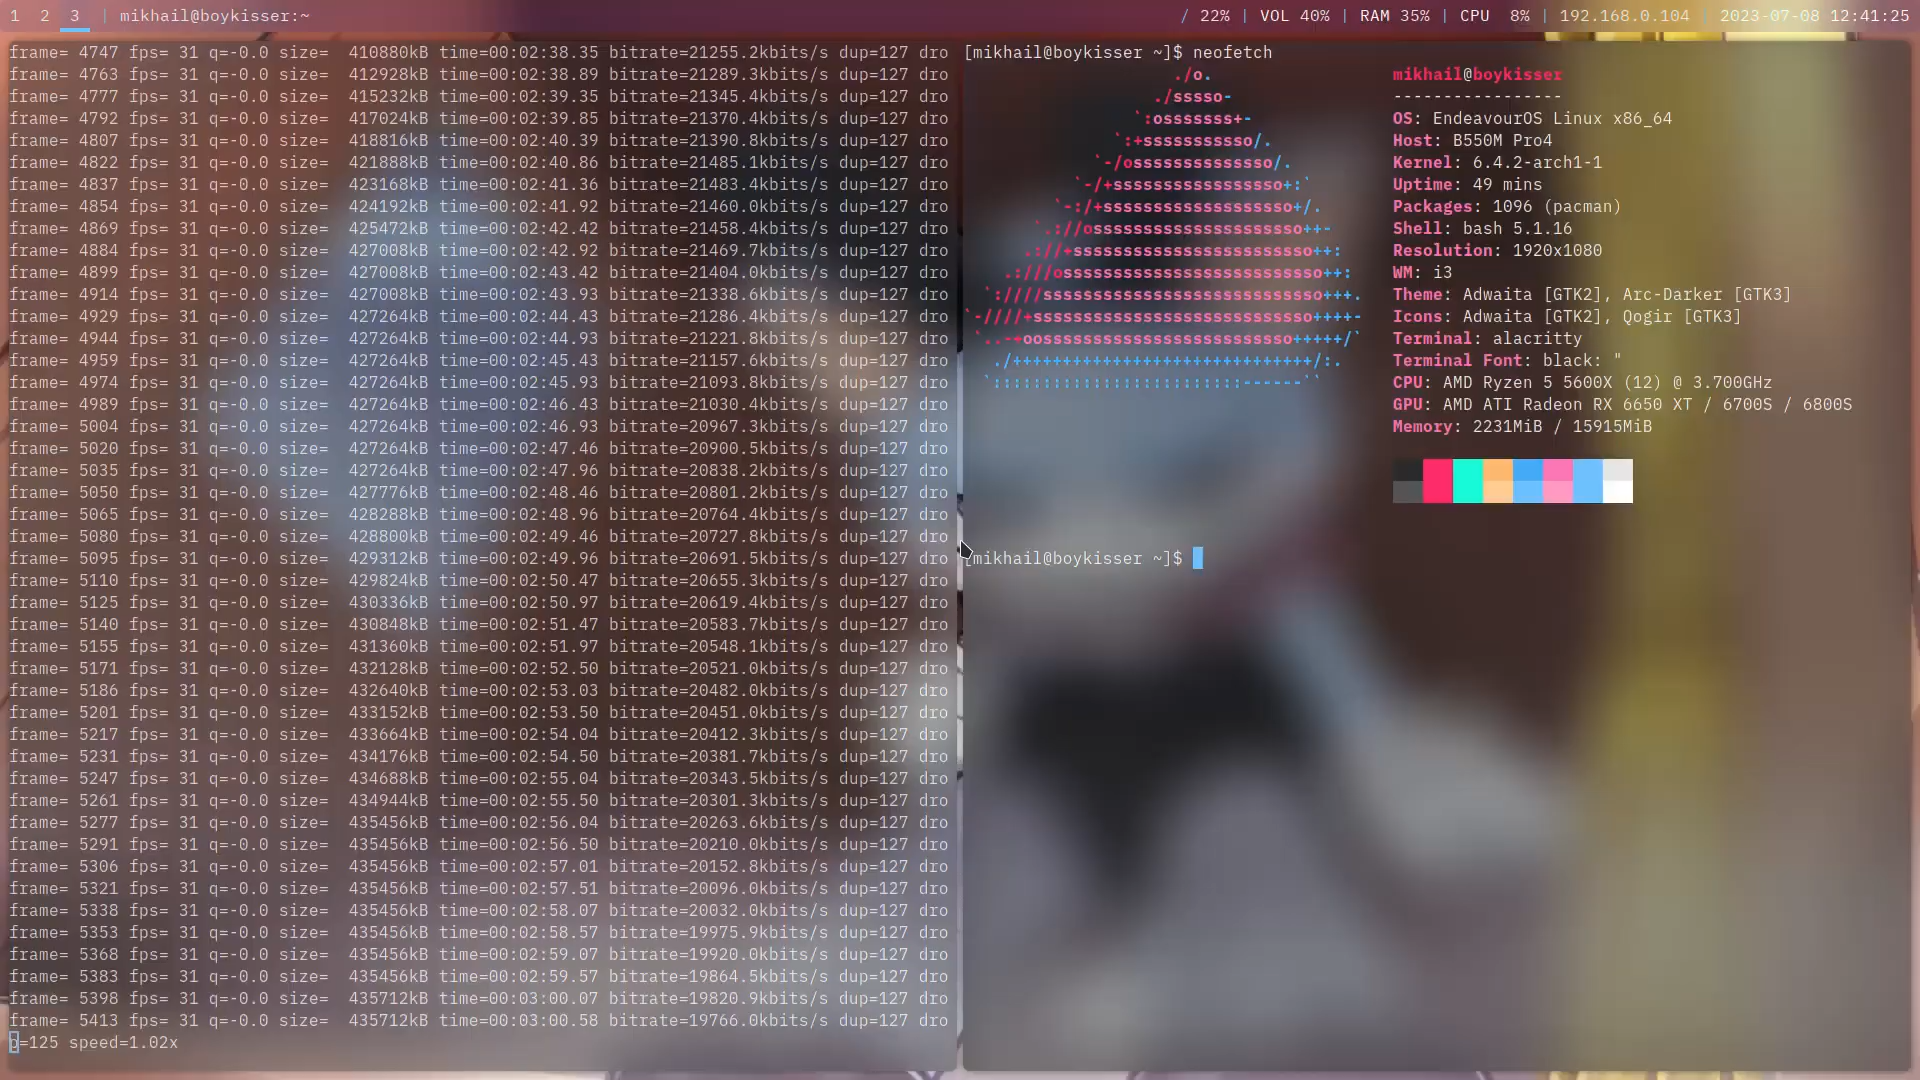 1 2 3 | mikhail@boykisser:~
/ 22% | VOL 40% | RAM 35% | CPU 8% | 192.168.0.104 | 2023-07-08 12:41:25
frame= 4747 fps= 31 q=-0.0 size=  410880kB time=00:02:38.35 bitrate=21255.2kbits/s dup=127 dro
frame= 4763 fps= 31 q=-0.0 size=  412928kB time=00:02:38.89 bitrate=21289.3kbits/s dup=127 dro
frame= 4777 fps= 31 q=-0.0 size=  415232kB time=00:02:39.35 bitrate=21345.4kbits/s dup=127 dro
frame= 4792 fps= 31 q=-0.0 size=  417024kB time=00:02:39.85 bitrate=21370.4kbits/s dup=127 dro
frame= 4807 fps= 31 q=-0.0 size=  418816kB time=00:02:40.39 bitrate=21390.8kbits/s dup=127 dro
frame= 4822 fps= 31 q=-0.0 size=  421888kB time=00:02:40.86 bitrate=21485.1kbits/s dup=127 dro
frame= 4837 fps= 31 q=-0.0 size=  423168kB time=00:02:41.36 bitrate=21483.4kbits/s dup=127 dro
frame= 4854 fps= 31 q=-0.0 size=  424192kB time=00:02:41.92 bitrate=21460.0kbits/s dup=127 dro
frame= 4869 fps= 31 q=-0.0 size=  425472kB time=00:02:42.42 bitrate=21458.4kbits/s dup=127 dro
frame= 4884 fps= 31 q=-0.0 size=  427008kB time=00:02:42.92 bitrate=21469.7kbits/s dup=127 dro
frame= 4899 fps= 31 q=-0.0 size=  427008kB time=00:02:43.42 bitrate=21404.0kbits/s dup=127 dro
frame= 4914 fps= 31 q=-0.0 size=  427008kB time=00:02:43.93 bitrate=21338.6kbits/s dup=127 dro
frame= 4929 fps= 31 q=-0.0 size=  427264kB time=00:02:44.43 bitrate=21286.4kbits/s dup=127 dro
frame= 4944 fps= 31 q=-0.0 size=  427264kB time=00:02:44.93 bitrate=21221.8kbits/s dup=127 dro
frame= 4959 fps= 31 q=-0.0 size=  427264kB time=00:02:45.43 bitrate=21157.6kbits/s dup=127 dro
frame= 4974 fps= 31 q=-0.0 size=  427264kB time=00:02:45.93 bitrate=21093.8kbits/s dup=127 dro
frame= 4989 fps= 31 q=-0.0 size=  427264kB time=00:02:46.43 bitrate=21030.4kbits/s dup=127 dro
frame= 5004 fps= 31 q=-0.0 size=  427264kB time=00:02:46.93 bitrate=20967.3kbits/s dup=127 dro
frame= 5020 fps= 31 q=-0.0 size=  427264kB time=00:02:47.46 bitrate=20900.5kbits/s dup=127 dro
frame= 5035 fps= 31 q=-0.0 size=  427264kB time=00:02:47.96 bitrate=20838.2kbits/s dup=127 dro
frame= 5050 fps= 31 q=-0.0 size=  427776kB time=00:02:48.46 bitrate=20801.2kbits/s dup=127 dro
frame= 5065 fps= 31 q=-0.0 size=  428288kB time=00:02:48.96 bitrate=20764.4kbits/s dup=127 dro
frame= 5080 fps= 31 q=-0.0 size=  428800kB time=00:02:49.46 bitrate=20727.8kbits/s dup=127 dro
frame= 5095 fps= 31 q=-0.0 size=  429312kB time=00:02:49.96 bitrate=20691.5kbits/s dup=127 dro
frame= 5110 fps= 31 q=-0.0 size=  429824kB time=00:02:50.47 bitrate=20655.3kbits/s dup=127 dro
frame= 5125 fps= 31 q=-0.0 size=  430336kB time=00:02:50.97 bitrate=20619.4kbits/s dup=127 dro
frame= 5140 fps= 31 q=-0.0 size=  430848kB time=00:02:51.47 bitrate=20583.7kbits/s dup=127 dro
frame= 5155 fps= 31 q=-0.0 size=  431360kB time=00:02:51.97 bitrate=20548.1kbits/s dup=127 dro
frame= 5171 fps= 31 q=-0.0 size=  432128kB time=00:02:52.50 bitrate=20521.0kbits/s dup=127 dro
frame= 5186 fps= 31 q=-0.0 size=  432640kB time=00:02:53.03 bitrate=20482.0kbits/s dup=127 dro
frame= 5201 fps= 31 q=-0.0 size=  433152kB time=00:02:53.50 bitrate=20451.0kbits/s dup=127 dro
frame= 5217 fps= 31 q=-0.0 size=  433664kB time=00:02:54.04 bitrate=20412.3kbits/s dup=127 dro
frame= 5231 fps= 31 q=-0.0 size=  434176kB time=00:02:54.50 bitrate=20381.7kbits/s dup=127 dro
frame= 5247 fps= 31 q=-0.0 size=  434688kB time=00:02:55.04 bitrate=20343.5kbits/s dup=127 dro
frame= 5261 fps= 31 q=-0.0 size=  434944kB time=00:02:55.50 bitrate=20301.3kbits/s dup=127 dro
frame= 5277 fps= 31 q=-0.0 size=  435456kB time=00:02:56.04 bitrate=20263.6kbits/s dup=127 dro
frame= 5291 fps= 31 q=-0.0 size=  435456kB time=00:02:56.50 bitrate=20210.0kbits/s dup=127 dro
frame= 5306 fps= 31 q=-0.0 size=  435456kB time=00:02:57.01 bitrate=20152.8kbits/s dup=127 dro
frame= 5321 fps= 31 q=-0.0 size=  435456kB time=00:02:57.51 bitrate=20096.0kbits/s dup=127 dro
frame= 5338 fps= 31 q=-0.0 size=  435456kB time=00:02:58.07 bitrate=20032.0kbits/s dup=127 dro
frame= 5353 fps= 31 q=-0.0 size=  435456kB time=00:02:58.57 bitrate=19975.9kbits/s dup=127 dro
frame= 5368 fps= 31 q=-0.0 size=  435456kB time=00:02:59.07 bitrate=19920.0kbits/s dup=127 dro
frame= 5383 fps= 31 q=-0.0 size=  435456kB time=00:02:59.57 bitrate=19864.5kbits/s dup=127 dro
frame= 5398 fps= 31 q=-0.0 size=  435712kB time=00:03:00.07 bitrate=19820.9kbits/s dup=127 dro
frame= 5413 fps= 31 q=-0.0 size=  435712kB time=00:03:00.58 bitrate=19766.0kbits/s dup=127 dro
p=125 speed=1.02x
[mikhail@boykisser ~]$ neofetch
mikhail@boykisser
-----------------
OS: EndeavourOS Linux x86_64
Host: B550M Pro4
Kernel: 6.4.2-arch1-1
Uptime: 49 mins
Packages: 1096 (pacman)
Shell: bash 5.1.16
Resolution: 1920x1080
WM: i3
Theme: Adwaita [GTK2], Arc-Darker [GTK3]
Icons: Adwaita [GTK2], Qogir [GTK3]
Terminal: alacritty
Terminal Font: black: "
CPU: AMD Ryzen 5 5600X (12) @ 3.700GHz
GPU: AMD ATI Radeon RX 6650 XT / 6700S / 6800S
Memory: 2231MiB / 15915MiB
[mikhail@boykisser ~]$